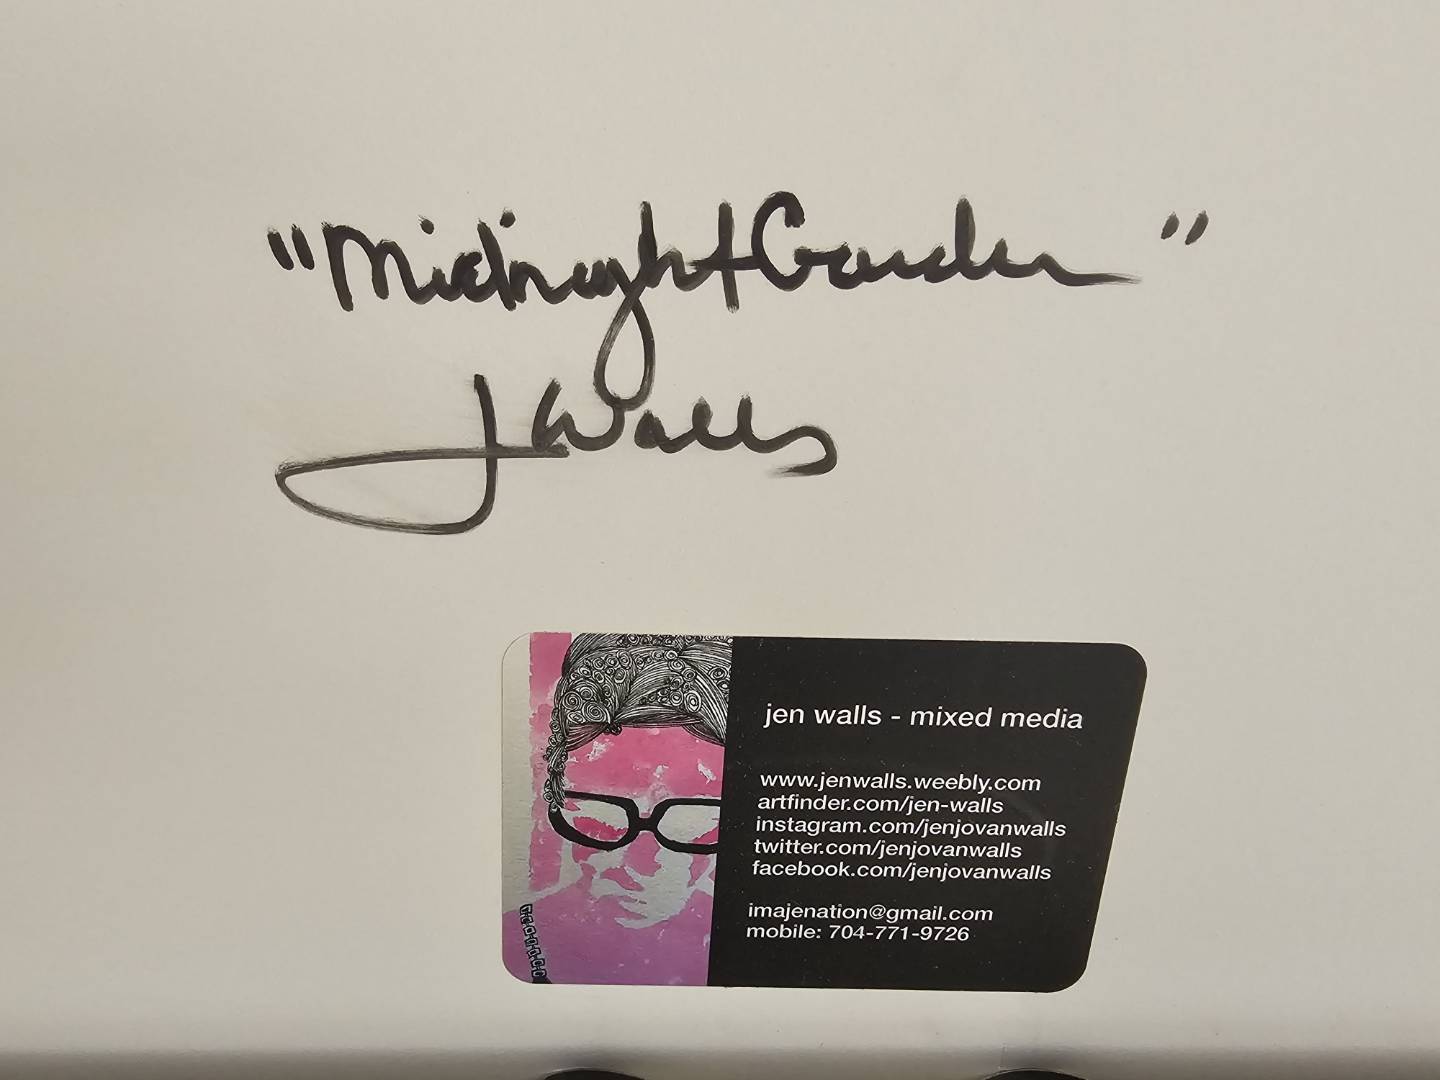 "Midnight Garden"
J Walls
jen walls - mixed media
www.jenwalls.weebly.com
artfinder.com/jen-walls
instagram.com/jenjovanwalls
twitter.com/jenjovanwalls
facebook.com/jenjovanwalls
imajenation@gmail.com
mobile: 704-771-9726